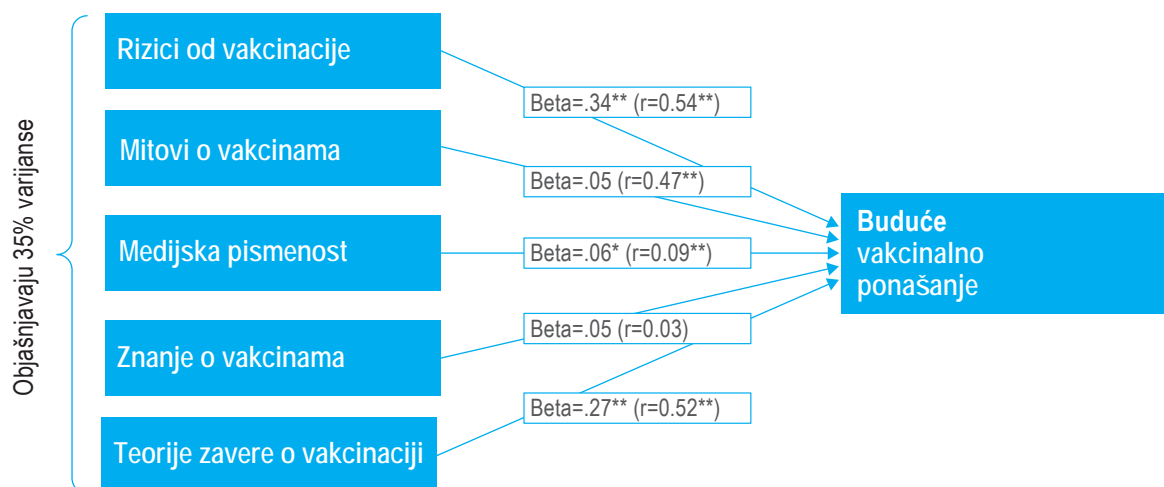 Objašnjavaju 35% varijanse
Rizici od vakcinacije
Mitovi o vakcinama
Medijska pismenost
Znanje o vakcinama
Teorije zavere o vakcinaciji
Beta=.34** (r=0.54**)
Beta=.05 (r=0.47**)
Beta=.06* (r=0.09**)
Beta=.05 (r=0.03)
Beta=.27** (r=0.52**)
Buduće
vakcinalno
ponašanje